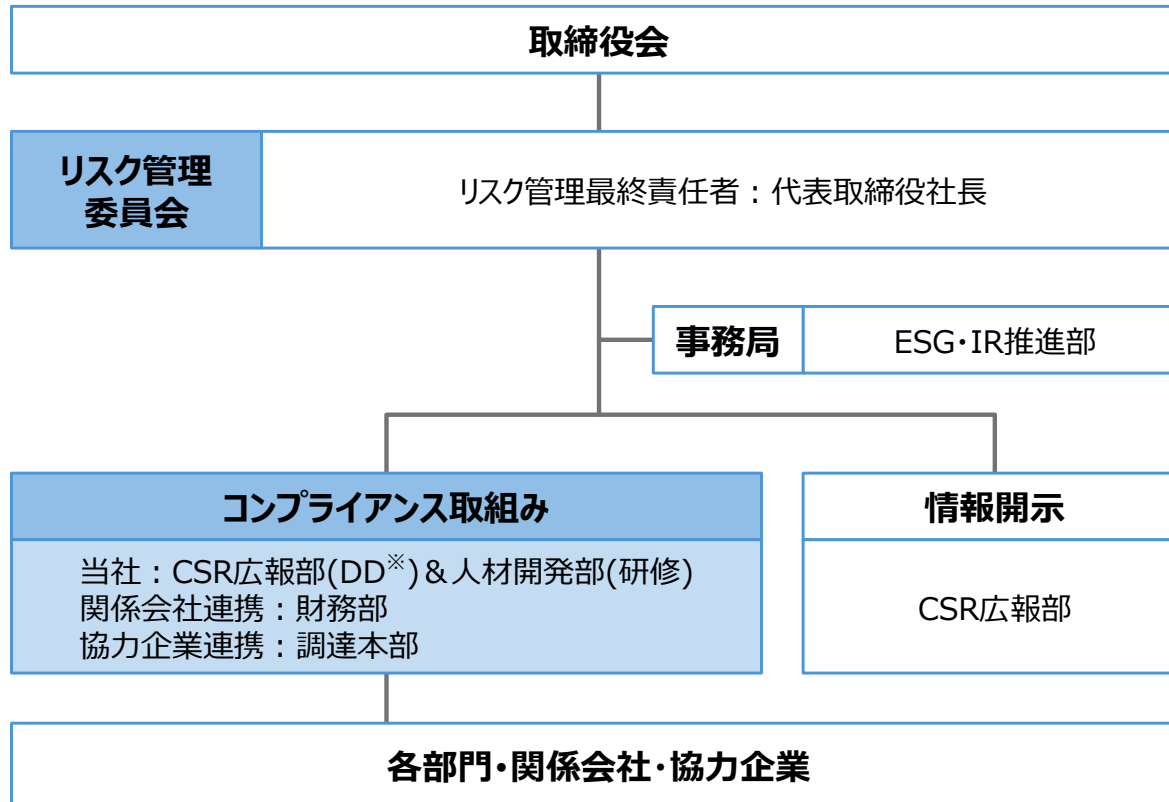 取締役会
リスク管理
委員会
リスク管理最終責任者：代表取締役社長
事務局
ESG・IR推進部
コンプライアンス取組み
当社：CSR広報部(DD※)＆人材開発部(研修)
関係会社連携：財務部
協力企業連携：調達本部
情報開示
CSR広報部
各部門・関係会社・協力企業